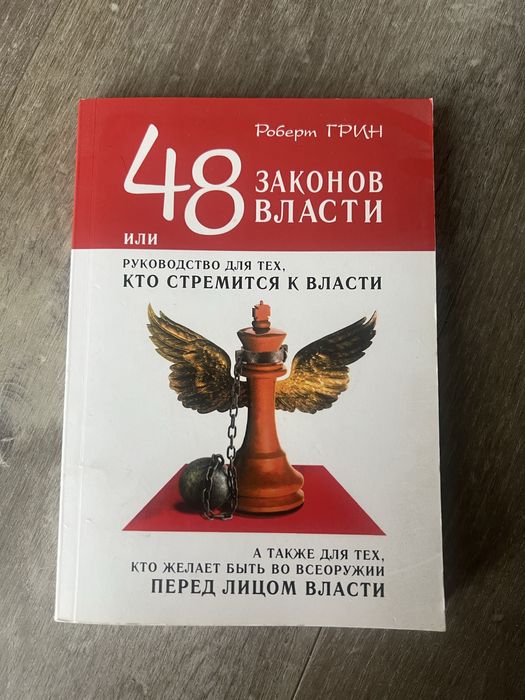 Роберт ГРИН
48 ЗАКОНОВ
ВЛАСТИ
ИЛИ
РУКОВОДСТВО ДЛЯ ТЕХ,
КТО СТРЕМИТСЯ К ВЛАСТИ
А ТАКЖЕ ДЛЯ ТЕХ,
КТО ЖЕЛАЕТ БЫТЬ ВО ВСЕОРУЖИИ
ПЕРЕД ЛИЦОМ ВЛАСТИ